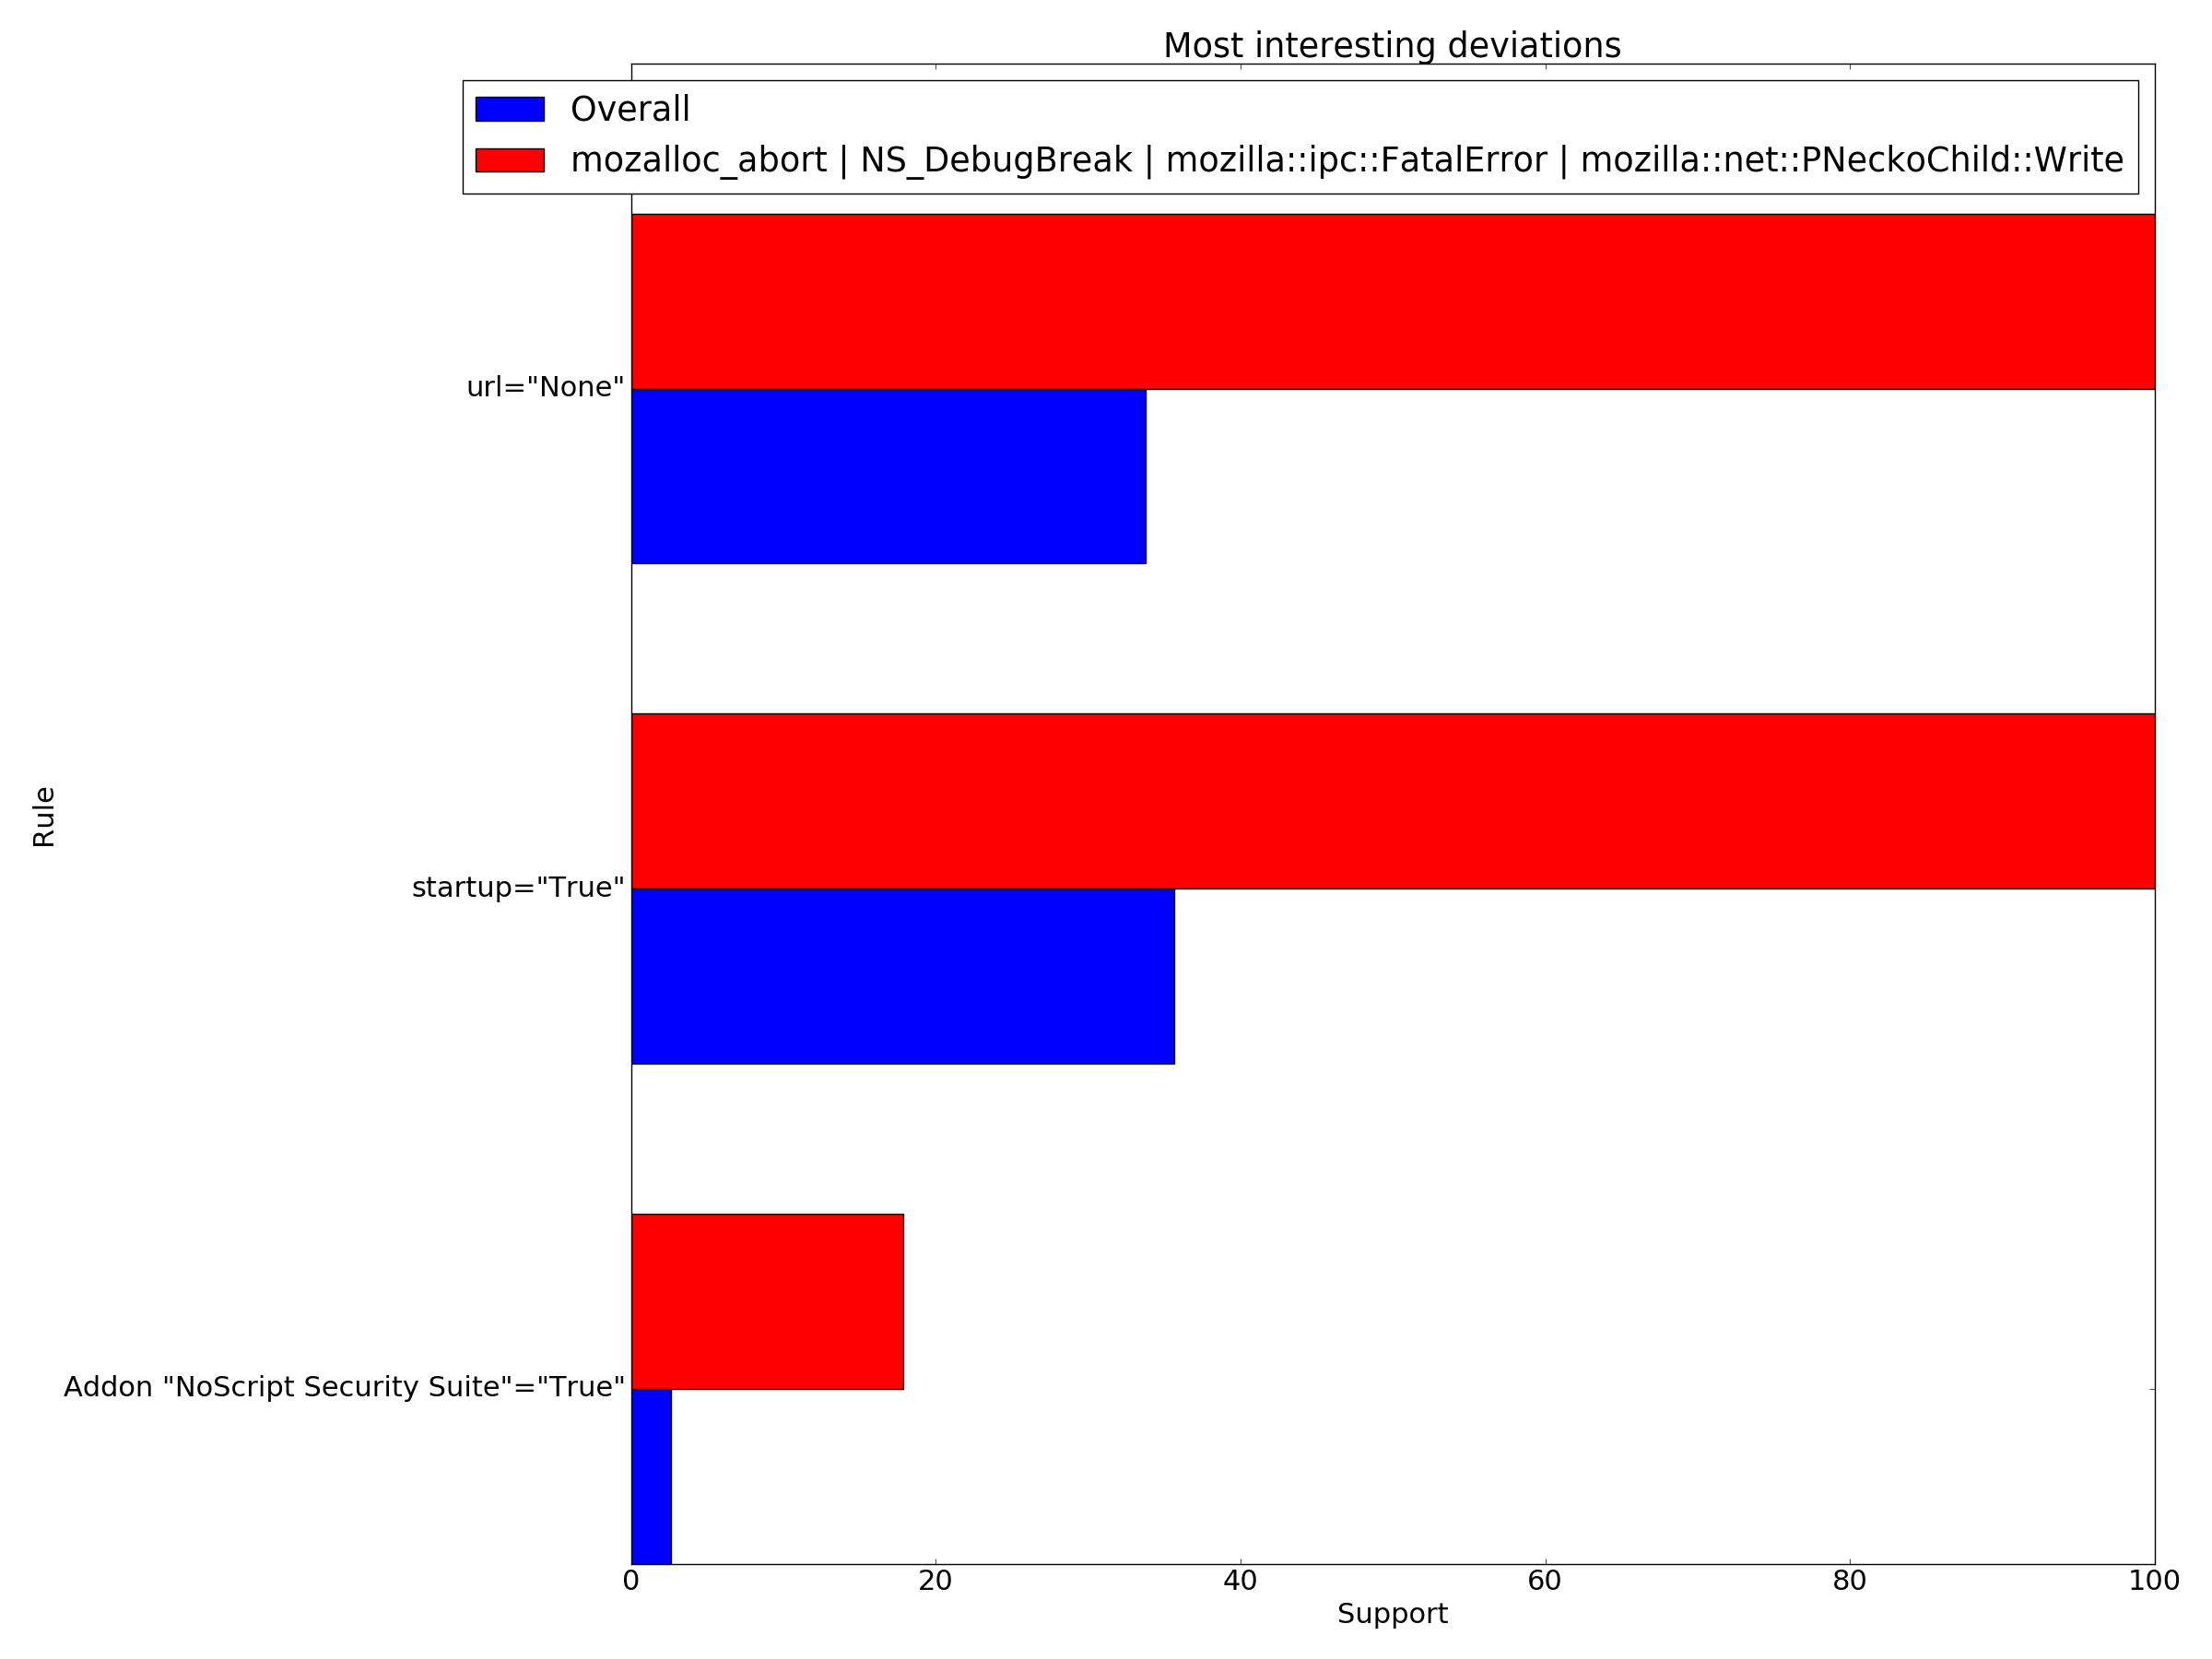 Most interesting deviations
Overall
mozalloc_abort | NS_DebugBreak | mozilla::ipc::FatalError | mozilla::net::PNeckoChild::Write
url="None"
startup="True"
Addon "NoScript Security Suite"="True"
Rule
0 20 40 60 80 100
Support